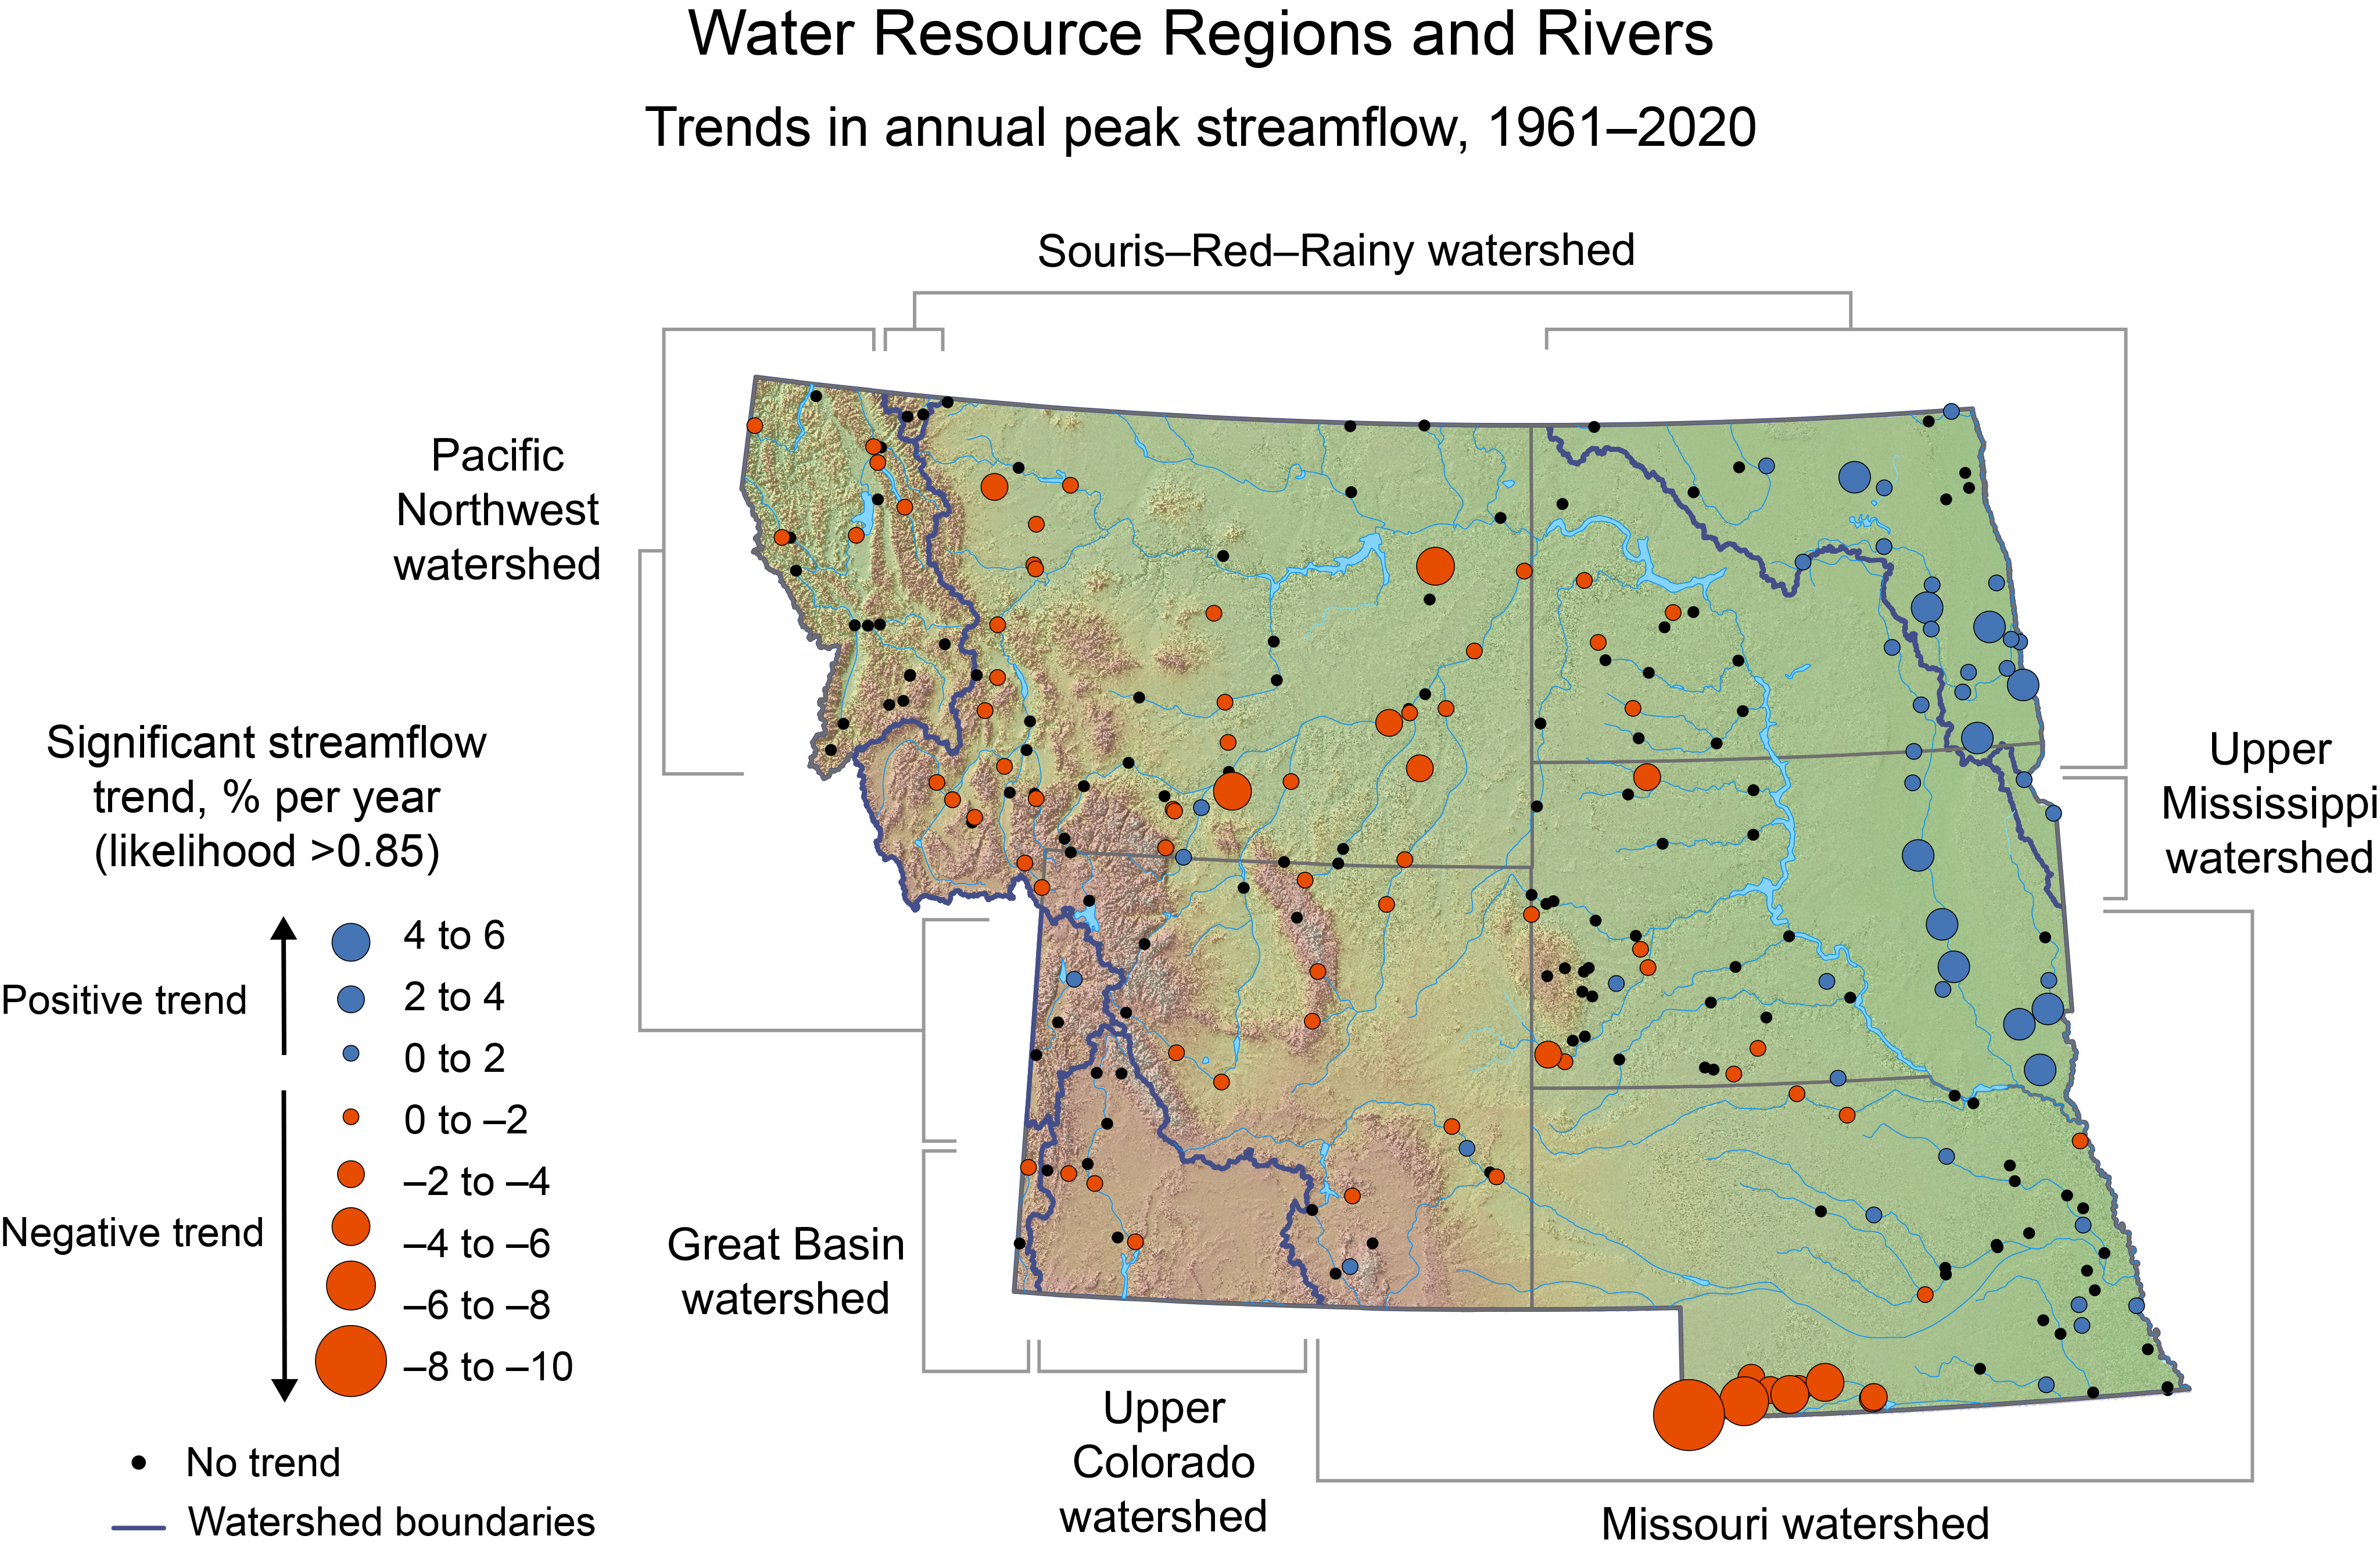 Water Resource Regions and Rivers
Trends in annual peak streamflow, 1961–2020
Souris–Red–Rainy watershed
Pacific
Northwest
watershed
Upper
Mississippi
watershed
Significant streamflow
trend, % per year
(likelihood >0.85)
Positive trend
4 to 6
2 to 4
0 to 2
Negative trend
0 to –2
–2 to –4
–4 to –6
–6 to –8
–8 to –10
No trend
Watershed boundaries
Great Basin
watershed
Upper
Colorado
watershed
Missouri watershed